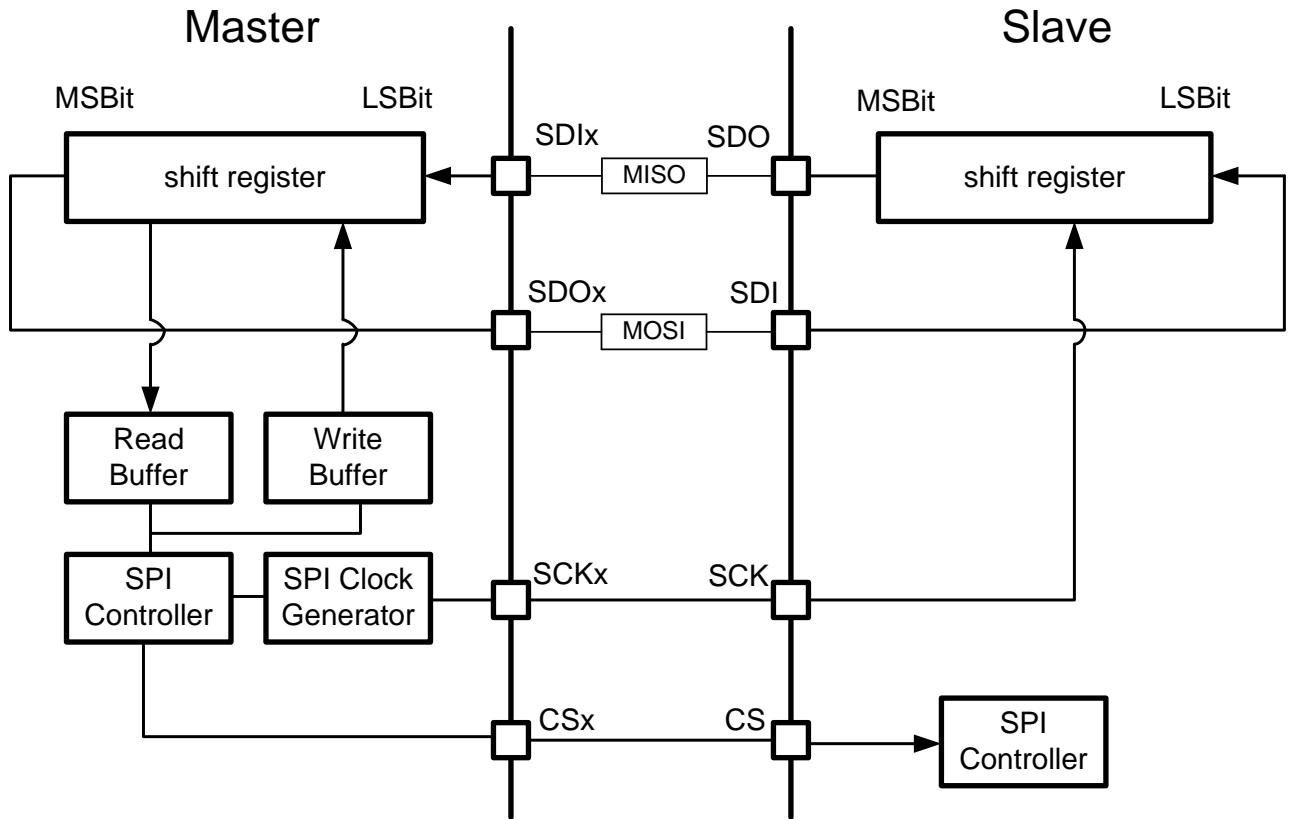 Master
Slave
MSBit
LSBit
MSBit
LSBit
SDIx
SDO
shift register
MISO
shift register
SDOx
SDI
MOSI
Read
Buffer
Write
Buffer
SPI
Controller
SPI Clock
Generator
SCKx
SCK
CSx
CS
SPI
Controller